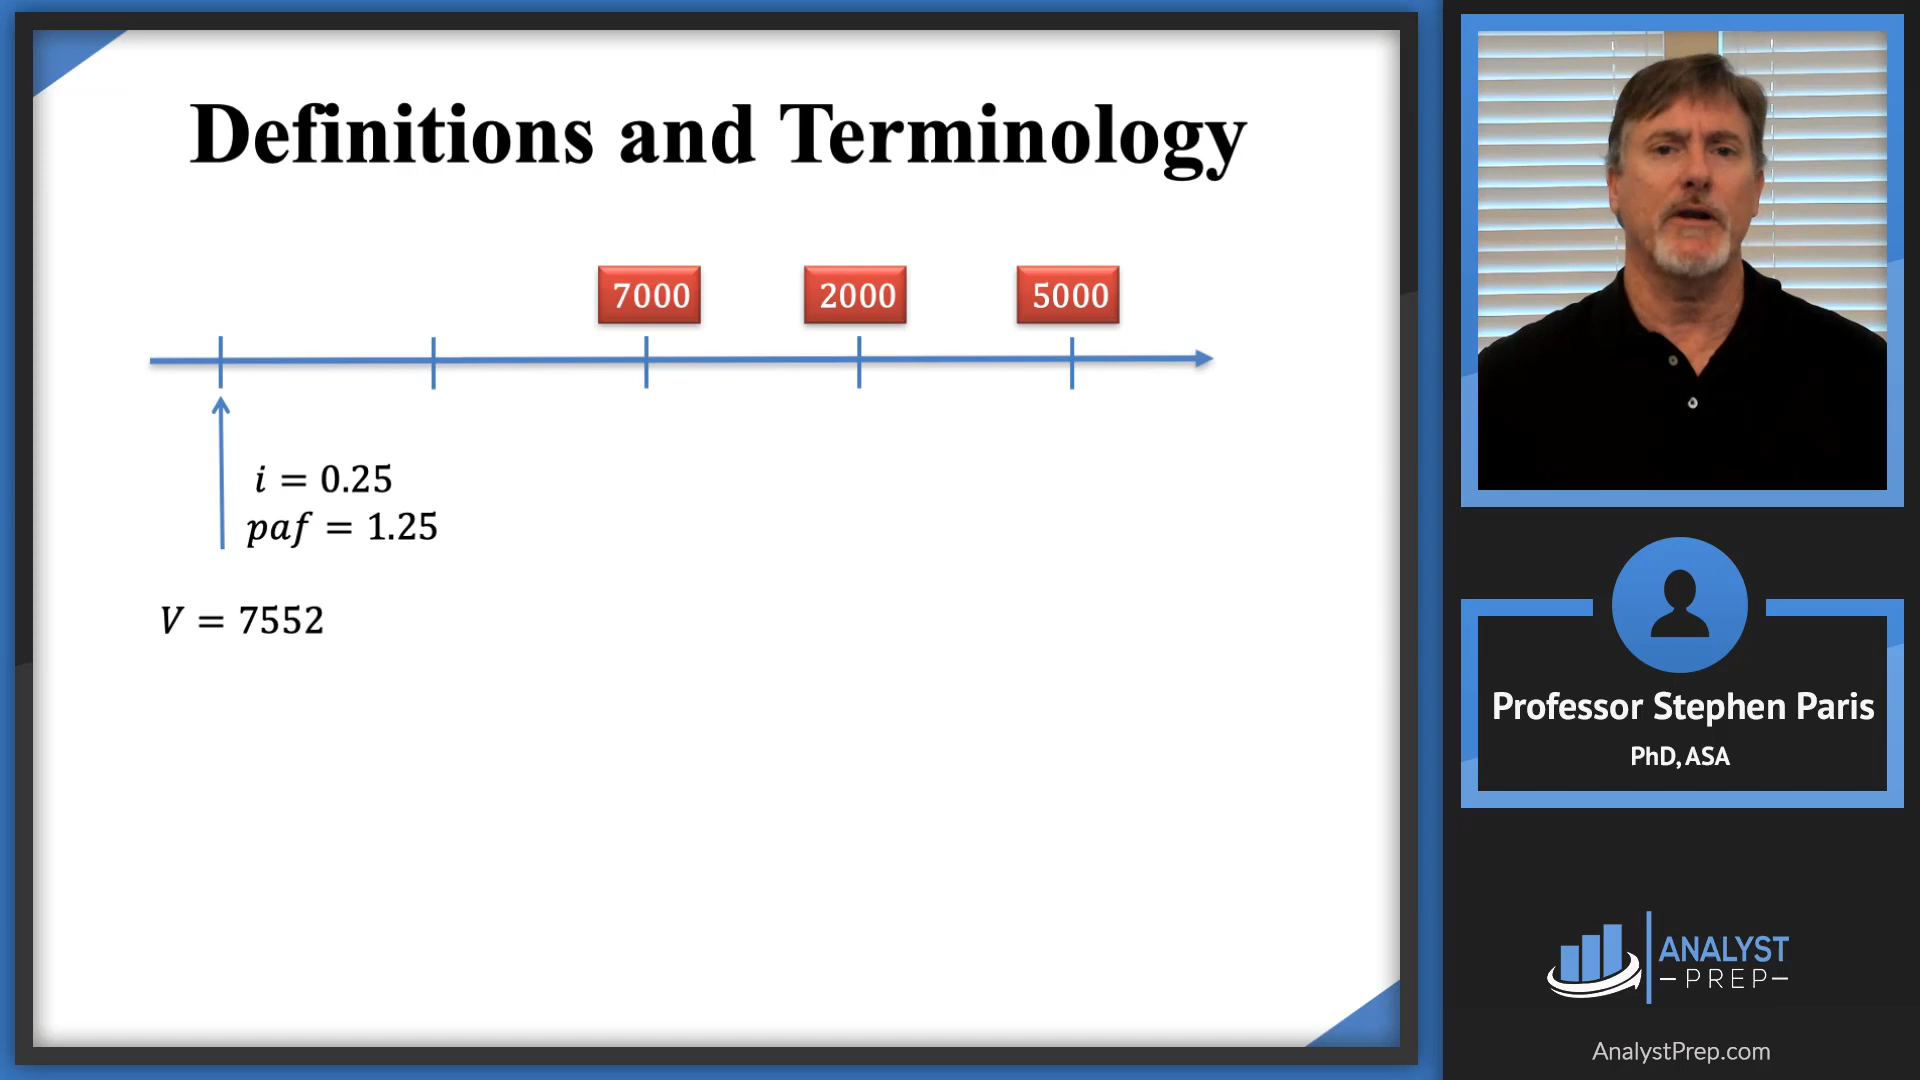 Definitions and Terminology
7000 2000 5000
i = 0.25
paf = 1.25
V = 7552
Professor Stephen Paris
PhD, ASA
ANALYST
PREP
AnalystPrep.com